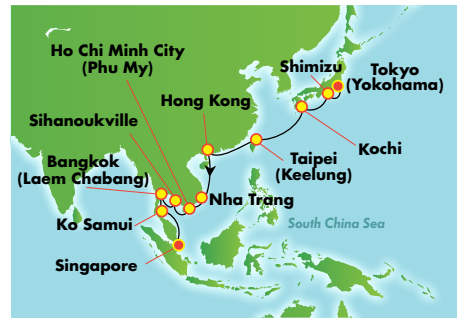 Ho Chi Minh City
(Phu My)
Shimizu
Tokyo
(Yokohama)
Hong Kong
Sihanoukville
Kochi
Bangkok
(Laem Chabang)
Taipei
(Keelung)
Nha Trang
Ko Samui
South China Sea
Singapore